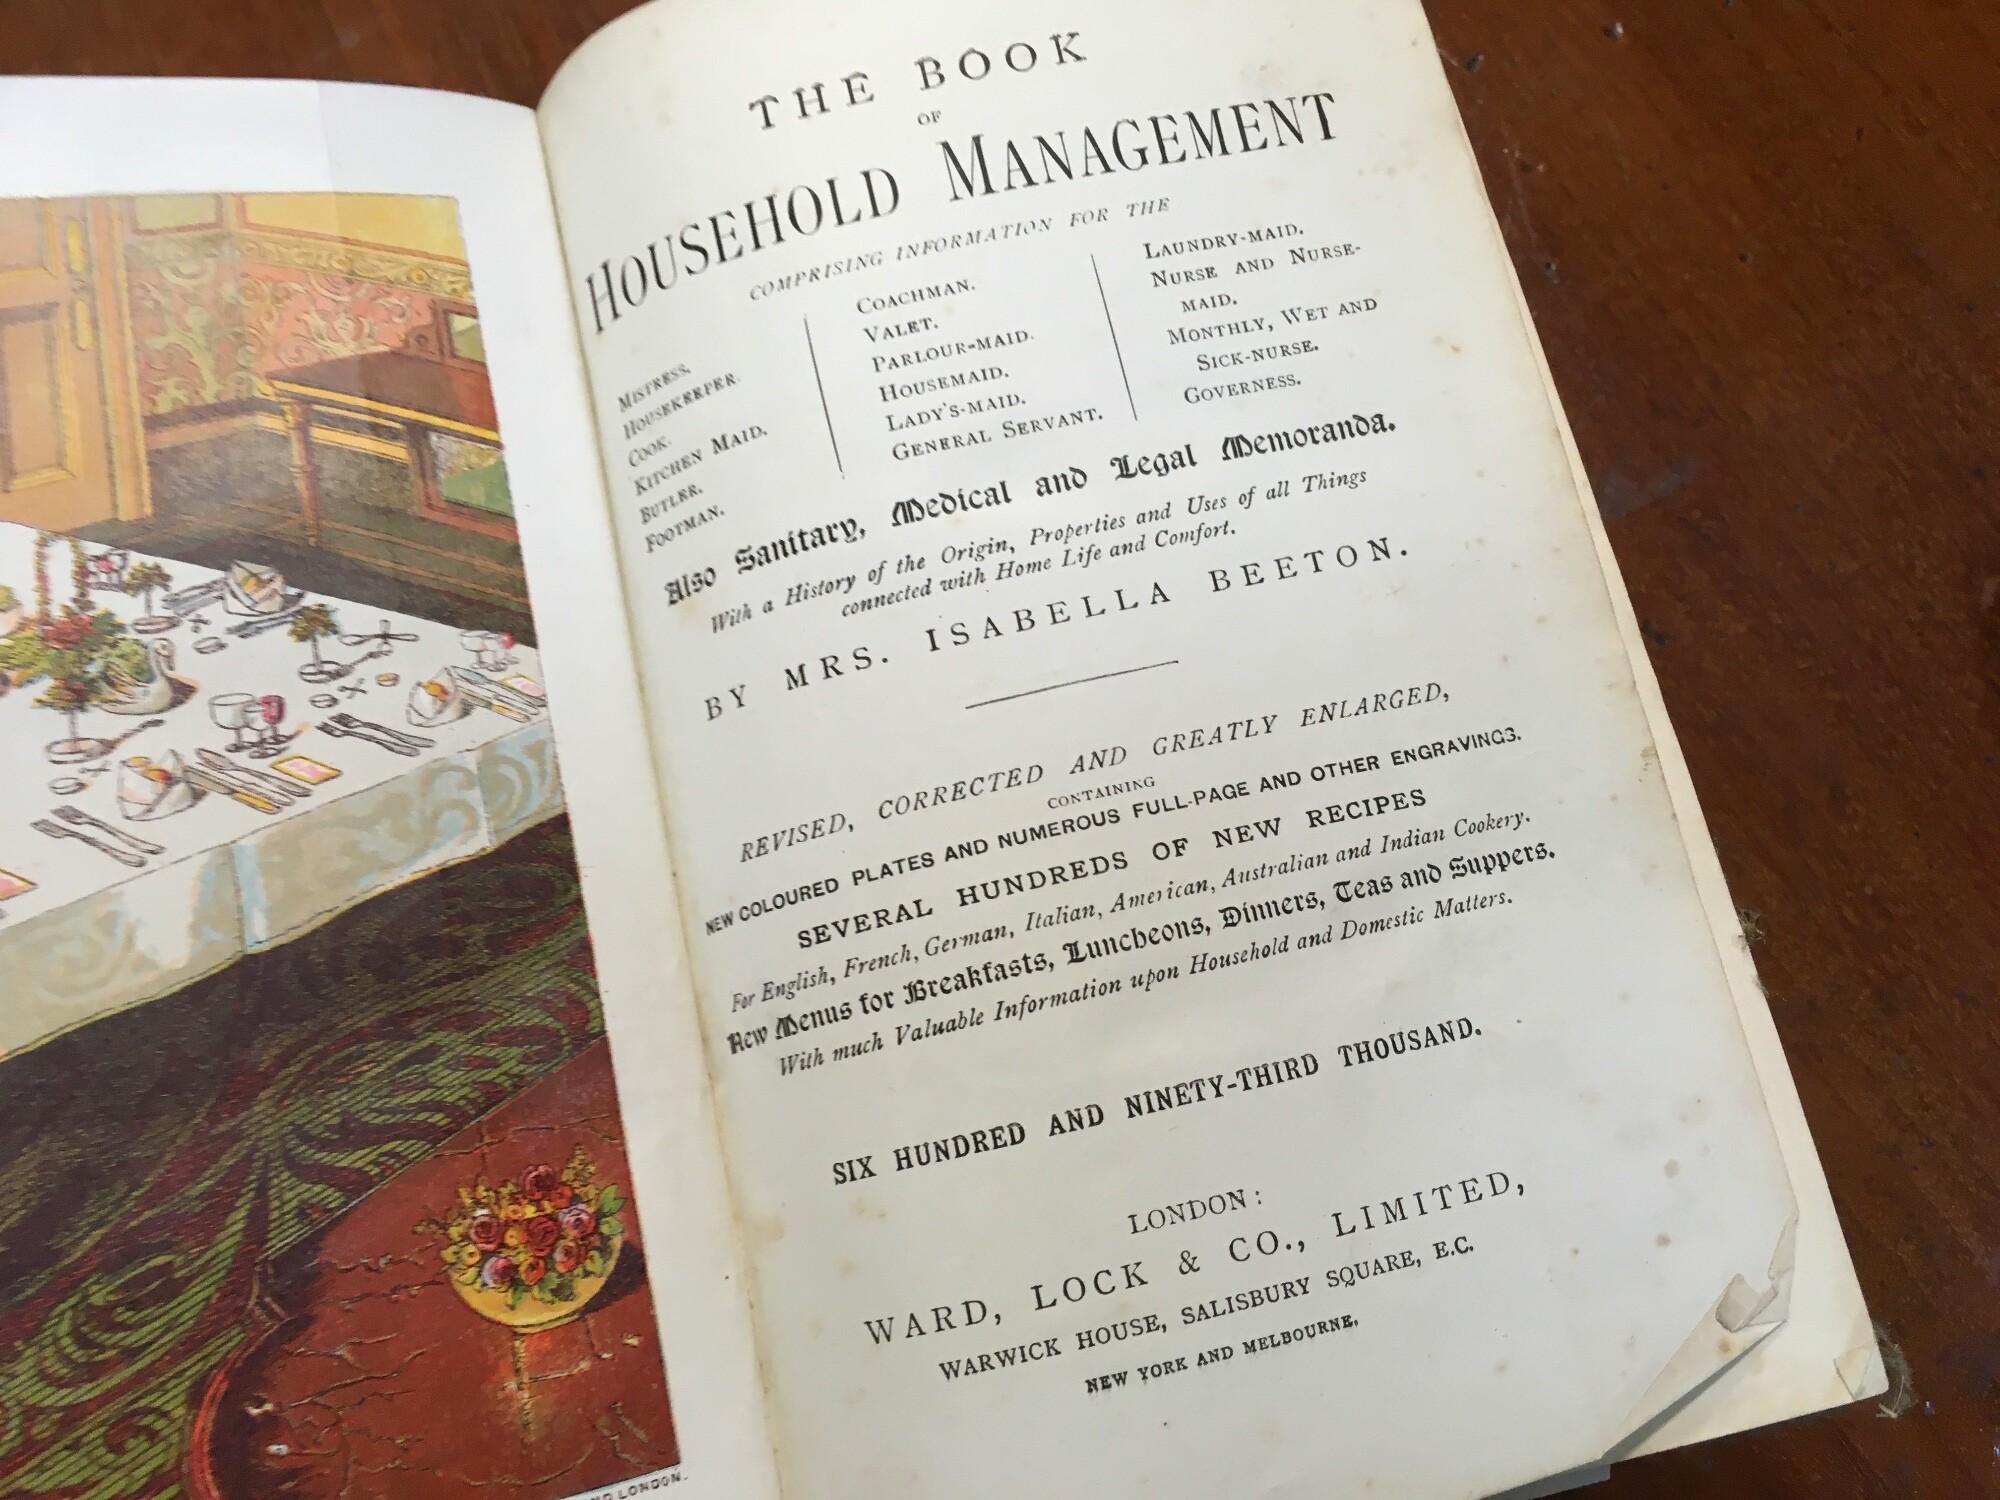 THE BOOK
OF
HOUSEHOLD MANAGEMENT
COMPRISING INFORMATION FOR THE
MISTRESS.
HOUSEKEEPER.
COOK.
KITCHEN MAID.
BUTLER.
FOOTMAN.
COACHMAN.
VALET.
PARLOUR-MAID.
HOUSEMAID.
LADY'S-MAID.
GENERAL SERVANT.
LAUNDRY-MAID.
NURSE AND NURSE-
MAID.
MONTHLY, WET AND
SICK-NURSE.
GOVERNESS.
Also Sanitary, Medical and Legal Memoranda.
With a History of the Origin, Properties and Uses of all Things
connected with Home Life and Comfort.
BY MRS. ISABELLA BEETON.
REVISED, CORRECTED AND GREATLY ENLARGED,
CONTAINING
NEW COLOURED PLATES AND NUMEROUS FULL-PAGE AND OTHER ENGRAVINGS.
SEVERAL HUNDREDS OF NEW RECIPES
For English, French, German, Italian, American, Australian and Indian Cookery.
New Menus for Breakfasts, Luncheons, Dinners, Teas and Suppers.
With much Valuable Information upon Household and Domestic Matters.
SIX HUNDRED AND NINETY-THIRD THOUSAND.
LONDON:
WARD, LOCK & CO., LIMITED,
WARWICK HOUSE, SALISBURY SQUARE, E.C.
NEW YORK AND MELBOURNE.
LONDON.